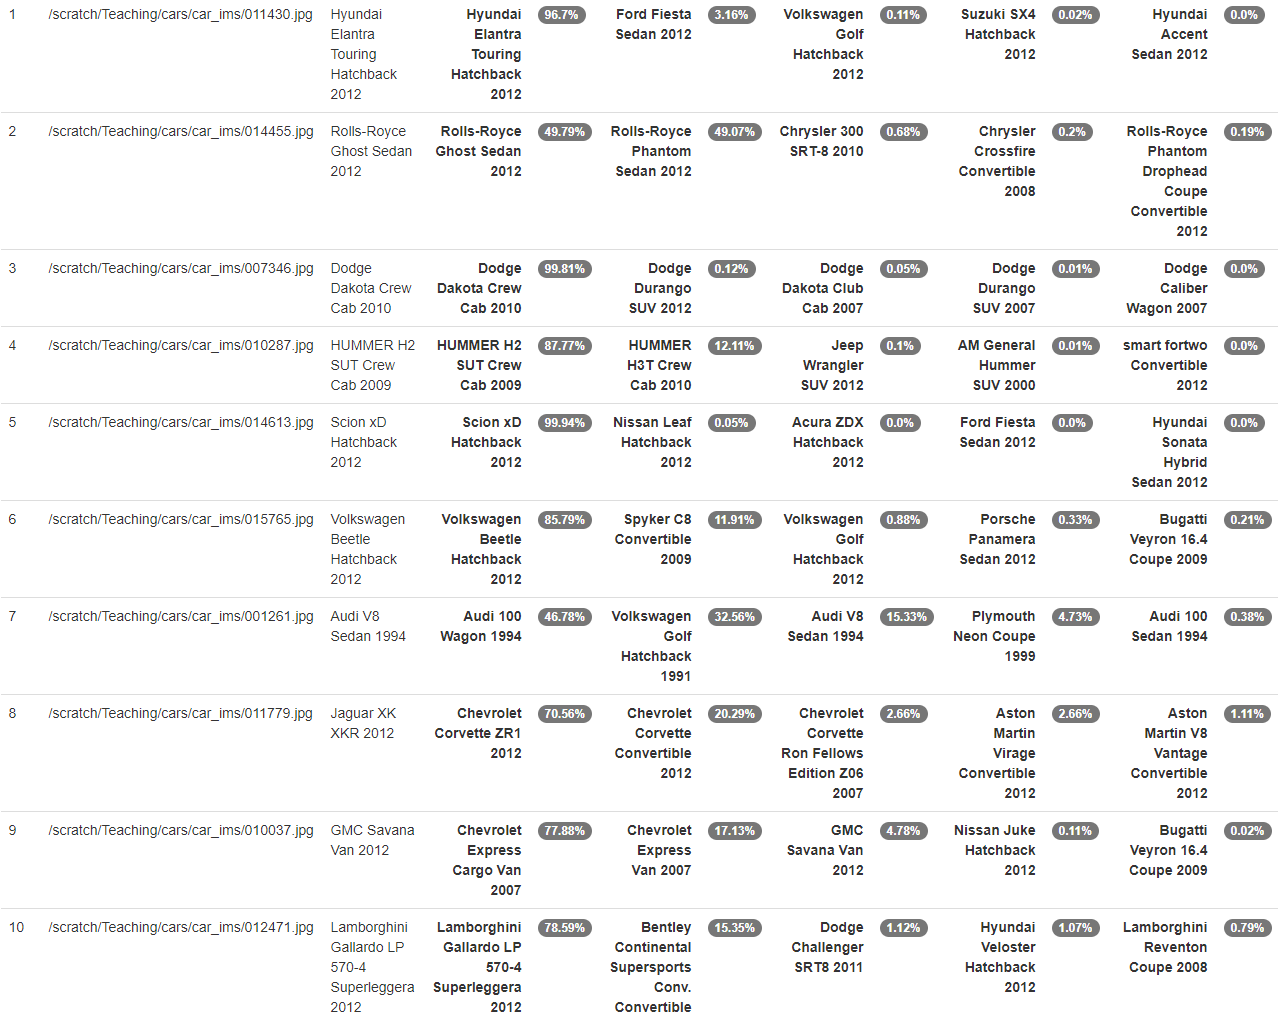 1 /scratch/Teaching/cars/car_ims/011430.jpg Hyundai Hyundai 96.7% Ford Fiesta 3.16% Volkswagen 0.11% Suzuki SX4 0.02% Hyundai 0.0%
Elantra Elantra Sedan 2012 Golf Hatchback Accent
Touring Touring Hatchback 2012 Sedan 2012
Hatchback Hatchback 2012
2012 2012
2 /scratch/Teaching/cars/car_ims/014455.jpg Rolls-Royce Rolls-Royce 49.79% Rolls-Royce 49.07% Chrysler 300 0.68% Chrysler 0.2% Rolls-Royce 0.19%
Ghost Sedan Ghost Sedan Phantom SRT-8 2010 Crossfire Phantom
2012 2012 Sedan 2012 Convertible Drophead
2008 Coupe
Convertible
2012
3 /scratch/Teaching/cars/car_ims/007346.jpg Dodge Dodge 99.81% Dodge 0.12% Dodge 0.05% Dodge 0.01% Dodge 0.0%
Dakota Crew Dakota Crew Durango Dakota Club Durango Caliber
Cab 2010 Cab 2010 SUV 2012 Cab 2007 SUV 2007 Wagon 2007
4 /scratch/Teaching/cars/car_ims/010287.jpg HUMMER H2 HUMMER H2 87.77% HUMMER 12.11% Jeep 0.1% AM General 0.01% smart fortwo 0.0%
SUT Crew SUT Crew H3T Crew Wrangler Hummer Convertible
Cab 2009 Cab 2009 Cab 2010 SUV 2012 SUV 2000 2012
5 /scratch/Teaching/cars/car_ims/014613.jpg Scion xD Scion xD 99.94% Nissan Leaf 0.05% Acura ZDX 0.0% Ford Fiesta 0.0% Hyundai 0.0%
Hatchback Hatchback Hatchback Hatchback Sedan 2012 Sonata
2012 2012 2012 2012 Hybrid
Sedan 2012
6 /scratch/Teaching/cars/car_ims/015765.jpg Volkswagen Volkswagen 85.79% Spyker C8 11.91% Volkswagen 0.88% Porsche 0.33% Bugatti 0.21%
Beetle Beetle Convertible Golf Panamera Veyron 16.4
Hatchback Hatchback 2009 Hatchback Sedan 2012 Coupe 2009
2012 2012 2012
7 /scratch/Teaching/cars/car_ims/001261.jpg Audi V8 Audi 100 46.78% Volkswagen 32.56% Audi V8 15.33% Plymouth 4.73% Audi 100 0.38%
Sedan 1994 Wagon 1994 Golf Sedan 1994 Neon Coupe Sedan 1994
Hatchback 1999
1991
8 /scratch/Teaching/cars/car_ims/011779.jpg Jaguar XK Chevrolet 70.56% Chevrolet 20.29% Chevrolet 2.66% Aston 2.66% Aston 1.11%
XKR 2012 Corvette ZR1 Corvette Corvette Martin Martin V8
2012 Convertible Ron Fellows Virage Vantage
2012 Edition Z06 Convertible Convertible
2007 2012 2012
9 /scratch/Teaching/cars/car_ims/010037.jpg GMC Savana Chevrolet 77.88% Chevrolet 17.13% GMC 4.78% Nissan Juke 0.11% Bugatti 0.02%
Van 2012 Express Express Savana Van Hatchback Veyron 16.4
Cargo Van Van 2007 2012 2012 Coupe 2009
2007
10 /scratch/Teaching/cars/car_ims/012471.jpg Lamborghini Lamborghini 78.59% Bentley 15.35% Dodge 1.12% Hyundai 1.07% Lamborghini 0.79%
Gallardo LP Gallardo LP Continental Challenger Veloster Reventon
570-4 570-4 Supersports SRT8 2011 Hatchback Coupe 2008
Superleggera Superleggera Conv. 2012
2012 2012 Convertible